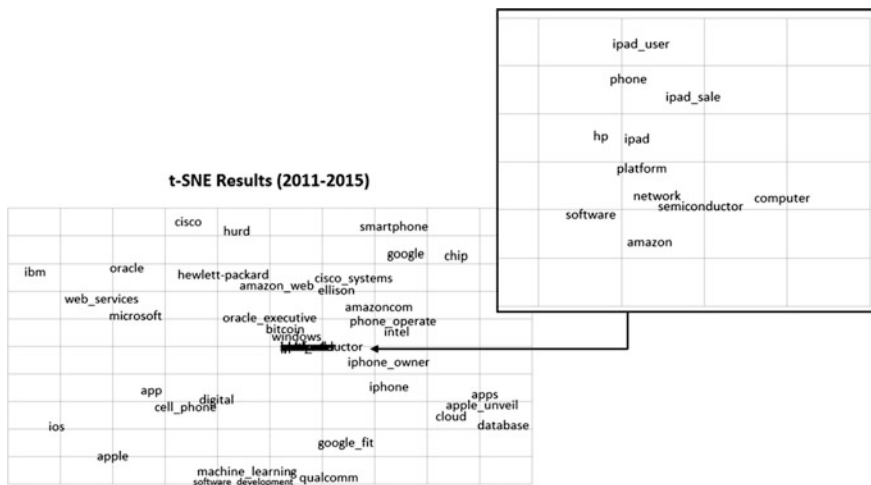 ipad_user
phone
ipad_sale
hp
ipad
platform
network
computer
semiconductor
software
amazon
t-SNE Results (2011-2015)
cisco
hurd
smartphone
google
chip
ibm
oracle
hewlett-packard
cisco_systems
amazon_web
ellison
web_services
amazoncom
microsoft
oracle_executive
phone_operate
bitcoin
intel
windows
iphone_owner
iphone
app
apps
digital
cell_phone
apple_unveil
cloud
ios
database
google_fit
apple
machine_learning
qualcomm
software_development